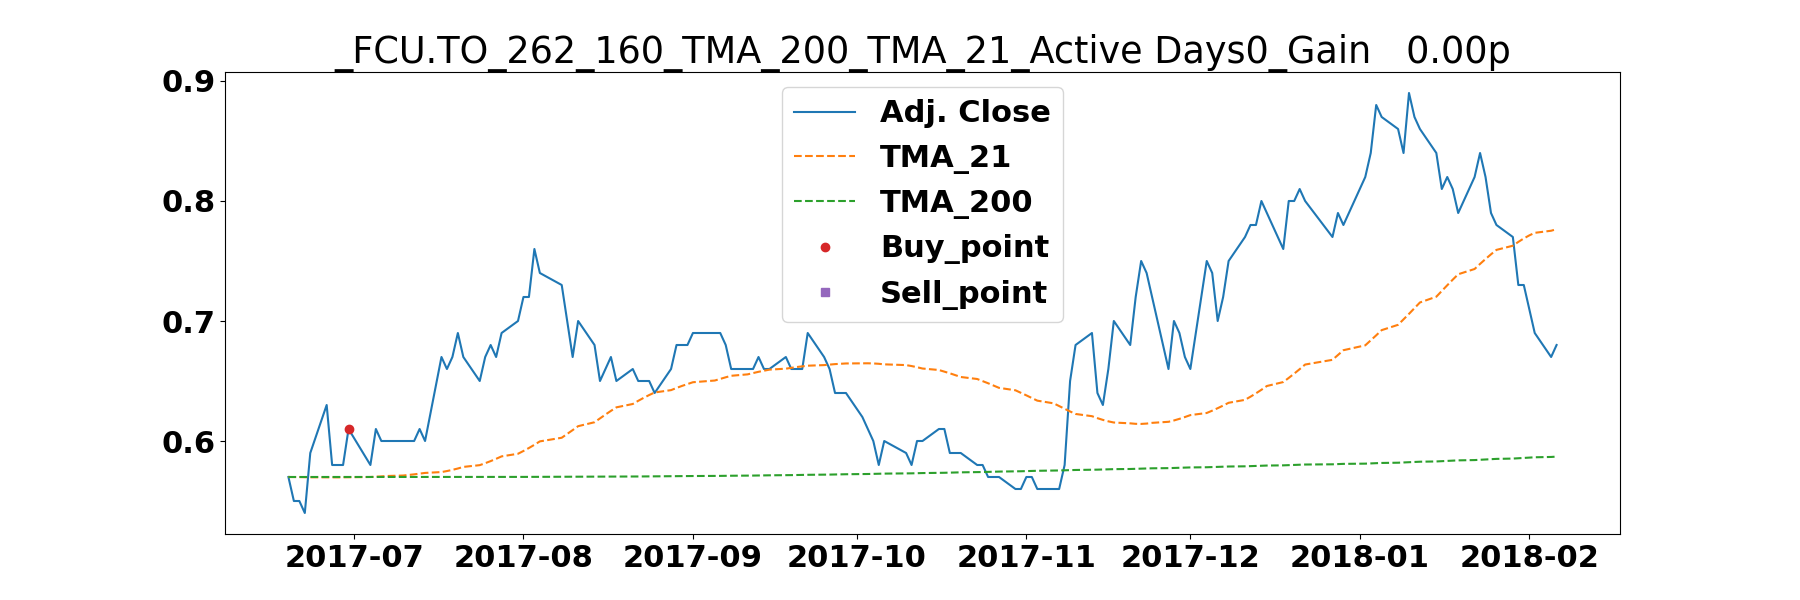 _FCU.TO_262_160_TMA_200_TMA_21_Active Days0_Gain   0.00p
0.9
0.8
0.7
0.6
Adj. Close
TMA_21
TMA_200
Buy_point
Sell_point
2017-07 2017-08 2017-09 2017-10 2017-11 2017-12 2018-01 2018-02